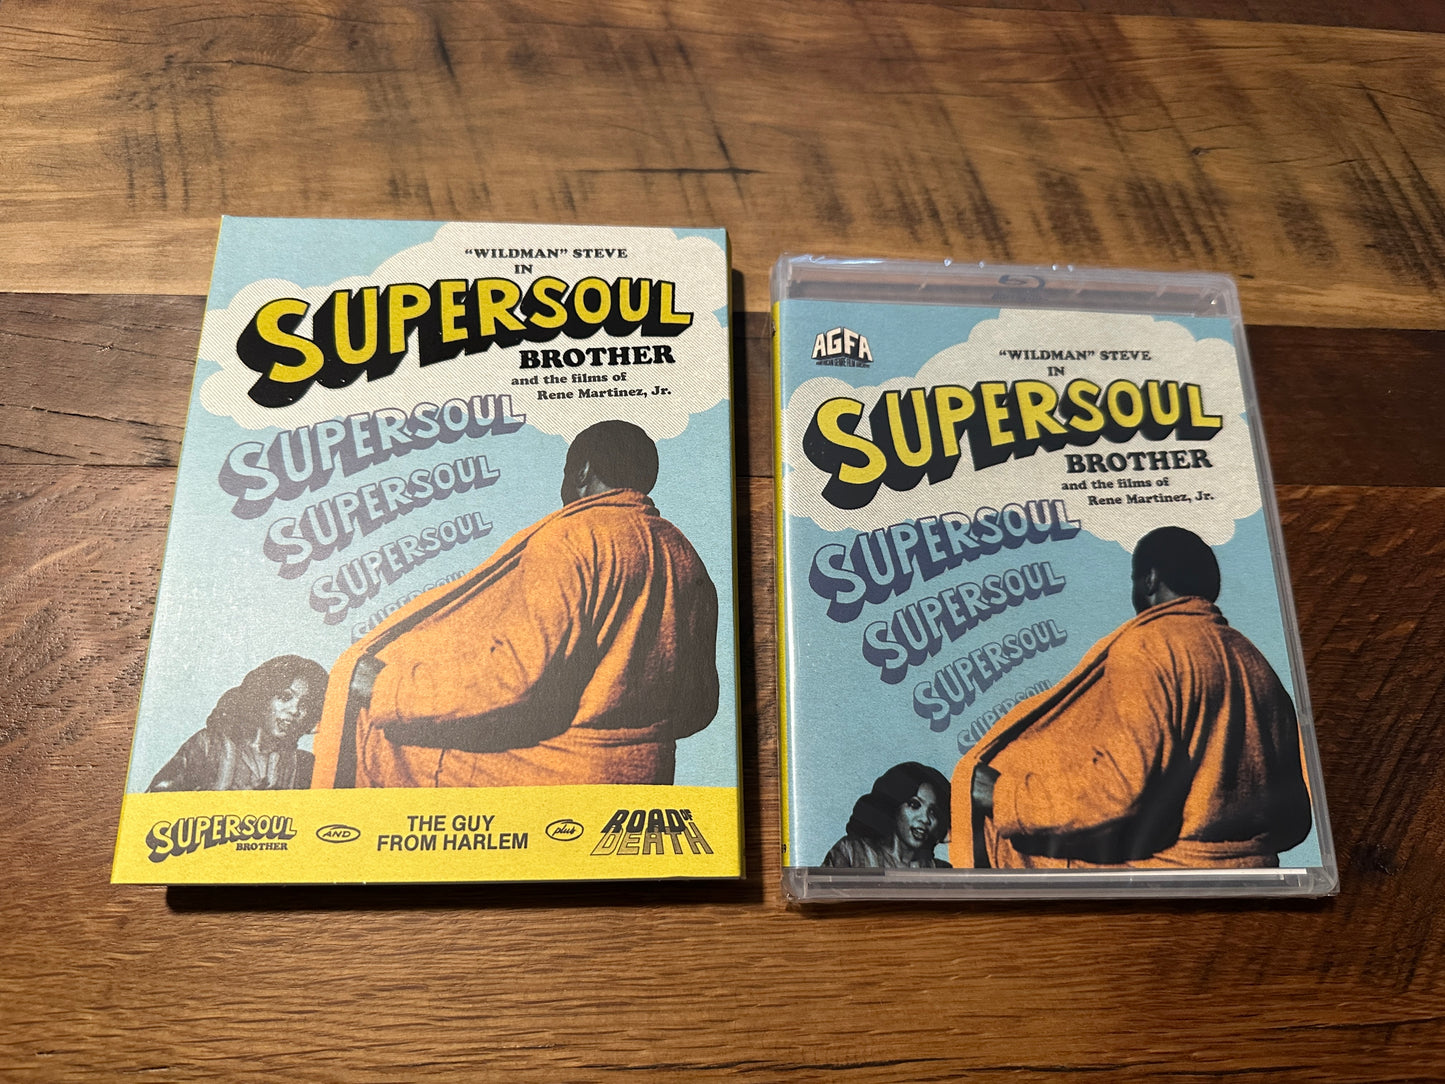 "WILDMAN" STEVE
IN
SUPERSOUL
BROTHER
and the films of
Rene Martinez, Jr.
SUPERSOUL
SUPERSOUL
SUPERSOUL
SUPERSOUL
SUPERSOUL
BROTHER
AND
THE GUY
FROM HARLEM
plus
ROAD OF
DEATH
AGFA
"WILDMAN" STEVE
IN
SUPERSOUL
BROTHER
and the films of
Rene Martinez, Jr.
SUPERSOUL
SUPERSOUL
SUPERSOUL
SUPERSOUL